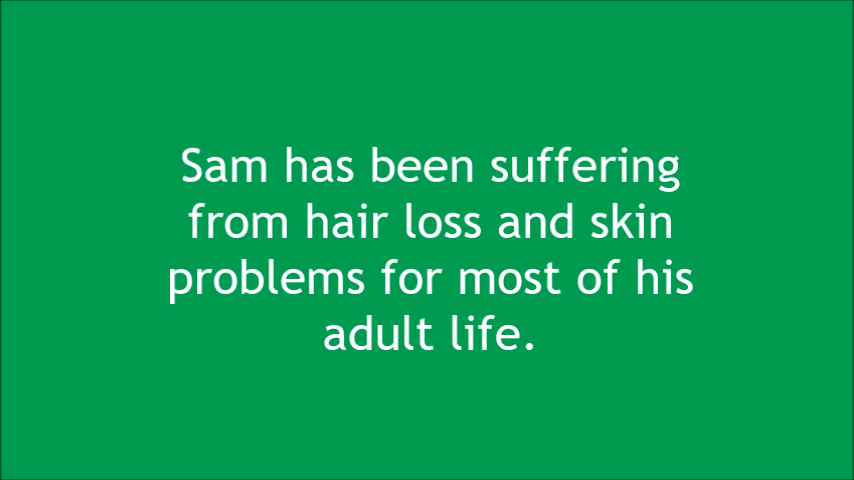 Sam has been suffering
from hair loss and skin
problems for most of his
adult life.